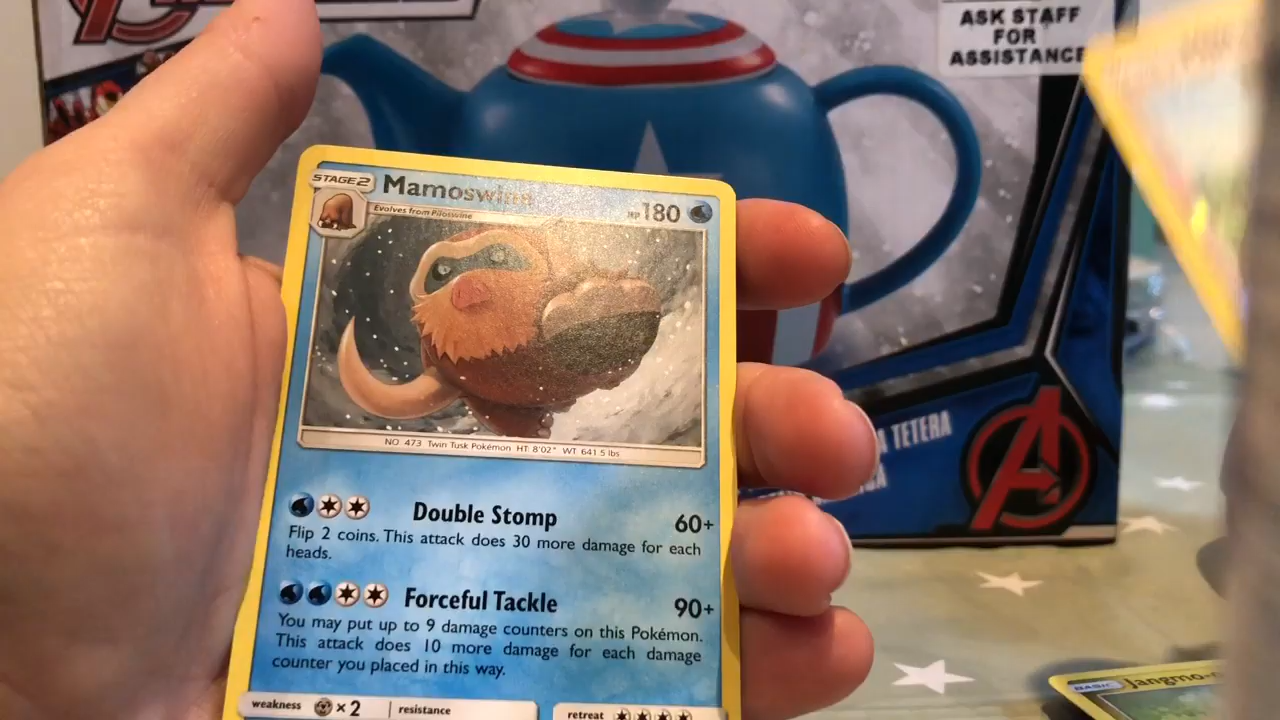 ASK STAFF
FOR
ASSISTANCE
STAGE 2
Mamoswine
HP 180
Evolves from Piloswine
NO. 473 Twin Tusk Pokémon HT: 8'02" WT: 641.5 lbs
Double Stomp 60+
Flip 2 coins. This attack does 30 more damage for each
heads.
Forceful Tackle 90+
You may put up to 9 damage counters on this Pokémon.
This attack does 10 more damage for each damage
counter you placed in this way.
weakness ×2 resistance
retreat
A TETERA
BASIC Jangmo-o